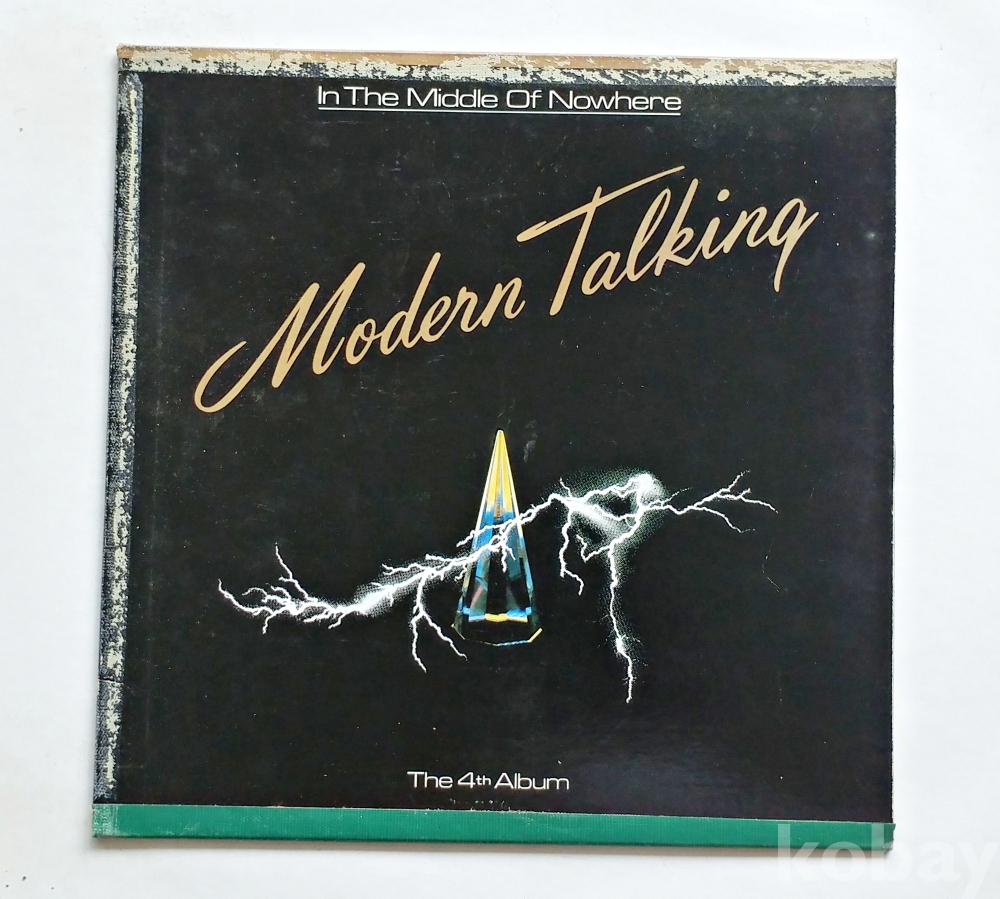 In The Middle Of Nowhere
Modern Talking
The 4th Album
kobay